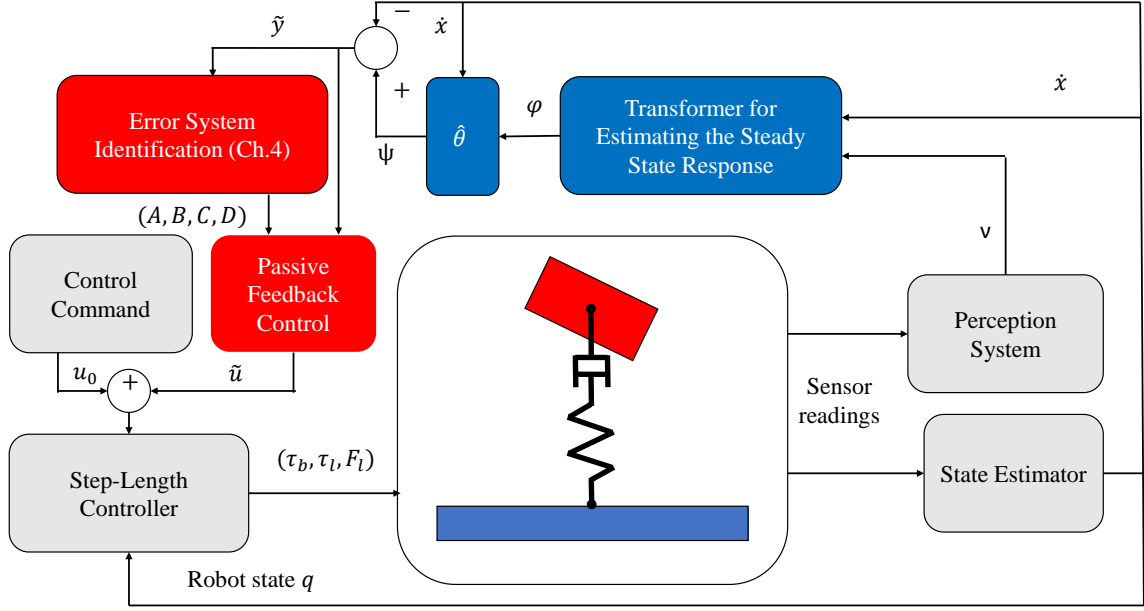 ỹ
−
ẋ
+
φ
ψ
ẋ
Error System
Identification (Ch.4)
θ̂
Transformer for
Estimating the Steady
State Response
(A, B, C, D)
ν
Control
Command
Passive
Feedback
Control
Perception
System
u₀
+
ũ
Sensor
readings
(τ_b, τ_l, F_l)
Step-Length
Controller
State Estimator
Robot state q